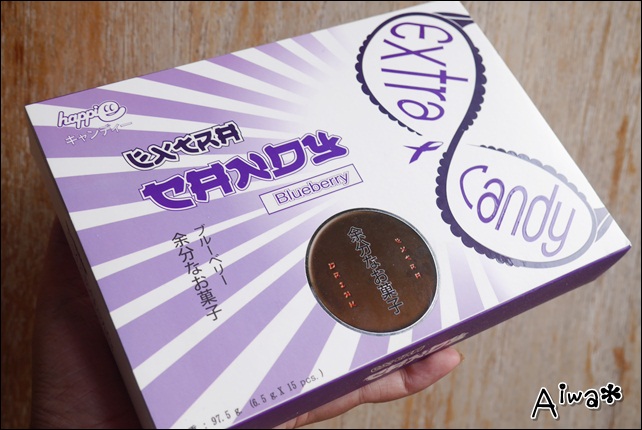 extra
candy
happi
キャンディー
EXTRA
CANDY
Blueberry
ブルーベリー
余分なお菓子
余分なお菓子
: 97.5g (6.5g X 15 pcs.)
Aiwa*